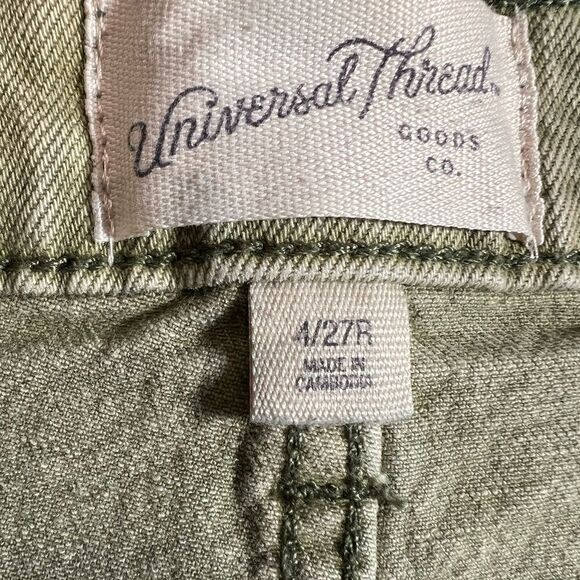 Universal Thread
GOODS
CO.
4/27R
MADE IN
CAMBODIA